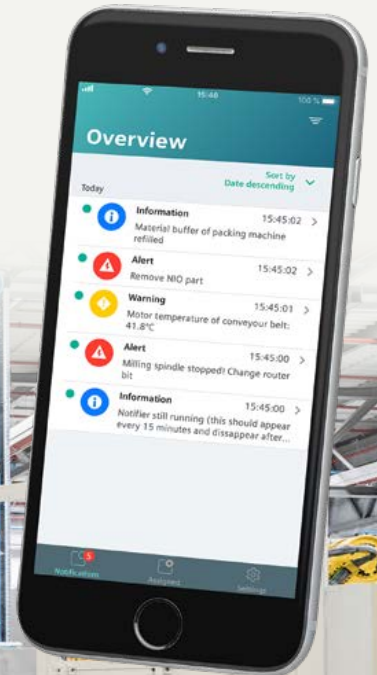 15:46
100 %
Overview
Sort by
Date descending
Today
Information 15:45:02
Material buffer of packing machine
refilled
Alert 15:45:02
Remove NIO part
Warning 15:45:01
Motor temperature of conveyour belt:
41.8°C
Alert 15:45:00
Milling spindle stopped! Change router
bit
Information 15:45:00
Notifier still running (this should appear
every 15 minutes and dissappear after...
5
Notifications Assigned Settings